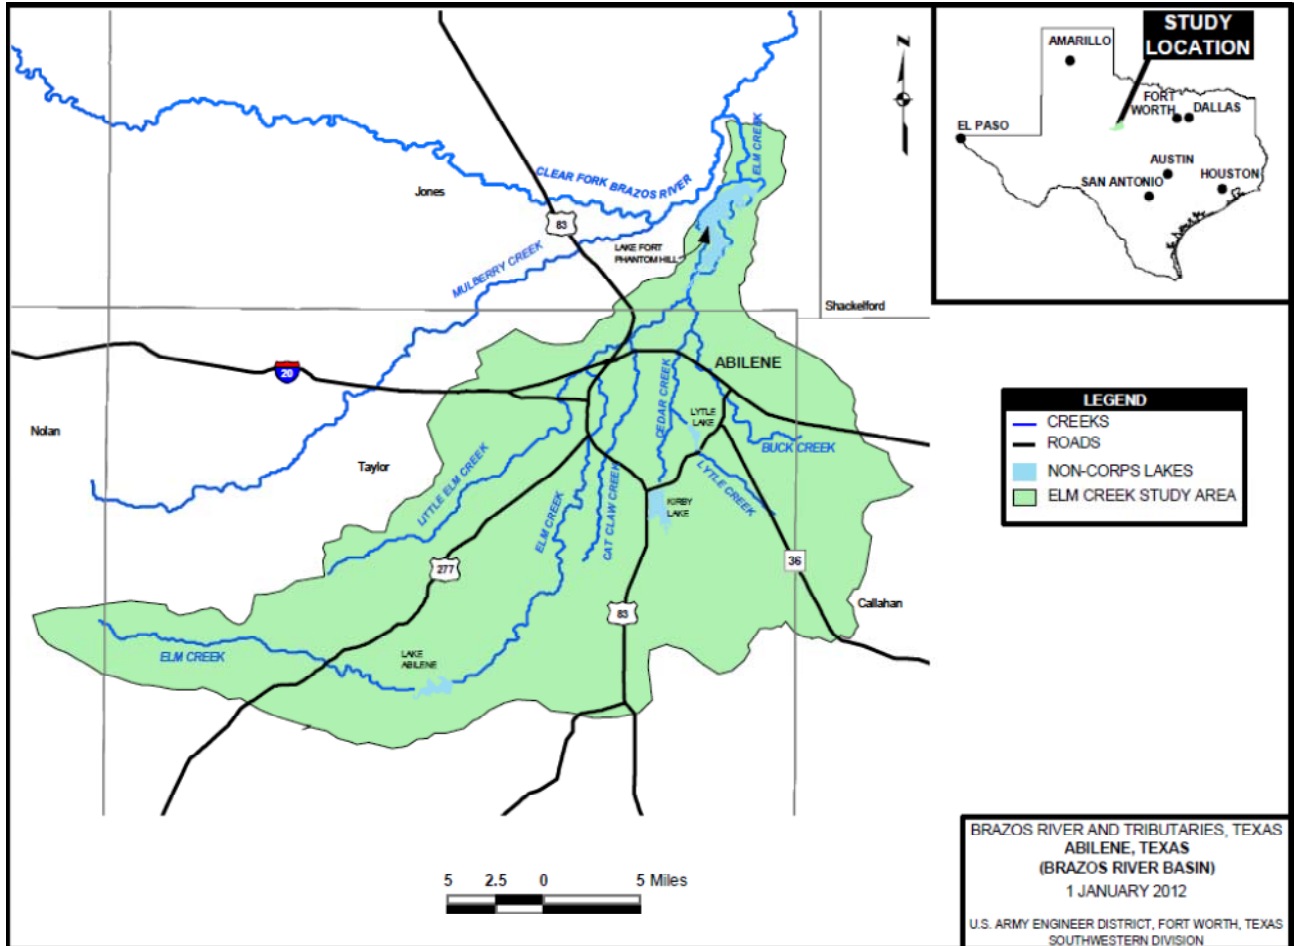 STUDY
LOCATION
AMARILLO
FORT
WORTH
DALLAS
EL PASO
AUSTIN
SAN ANTONIO
HOUSTON
N
ELM CREEK
CLEAR FORK BRAZOS RIVER
Jones
83
LAKE FORT
PHANTOM HILL
MULBERRY CREEK
Shackelford
ABILENE
20
CEDAR CREEK
LYTLE
LAKE
Nolan
BUCK CREEK
Taylor
LITTLE ELM CREEK
LYTLE CREEK
ELM CREEK
CAT CLAW CREEK
KIRBY
LAKE
277
36
83
Callahan
ELM CREEK
LAKE
ABILENE
LEGEND
CREEKS
ROADS
NON-CORPS LAKES
ELM CREEK STUDY AREA
5 2.5 0 5 Miles
BRAZOS RIVER AND TRIBUTARIES, TEXAS
ABILENE, TEXAS
(BRAZOS RIVER BASIN)
1 JANUARY 2012
U.S. ARMY ENGINEER DISTRICT, FORT WORTH, TEXAS
SOUTHWESTERN DIVISION